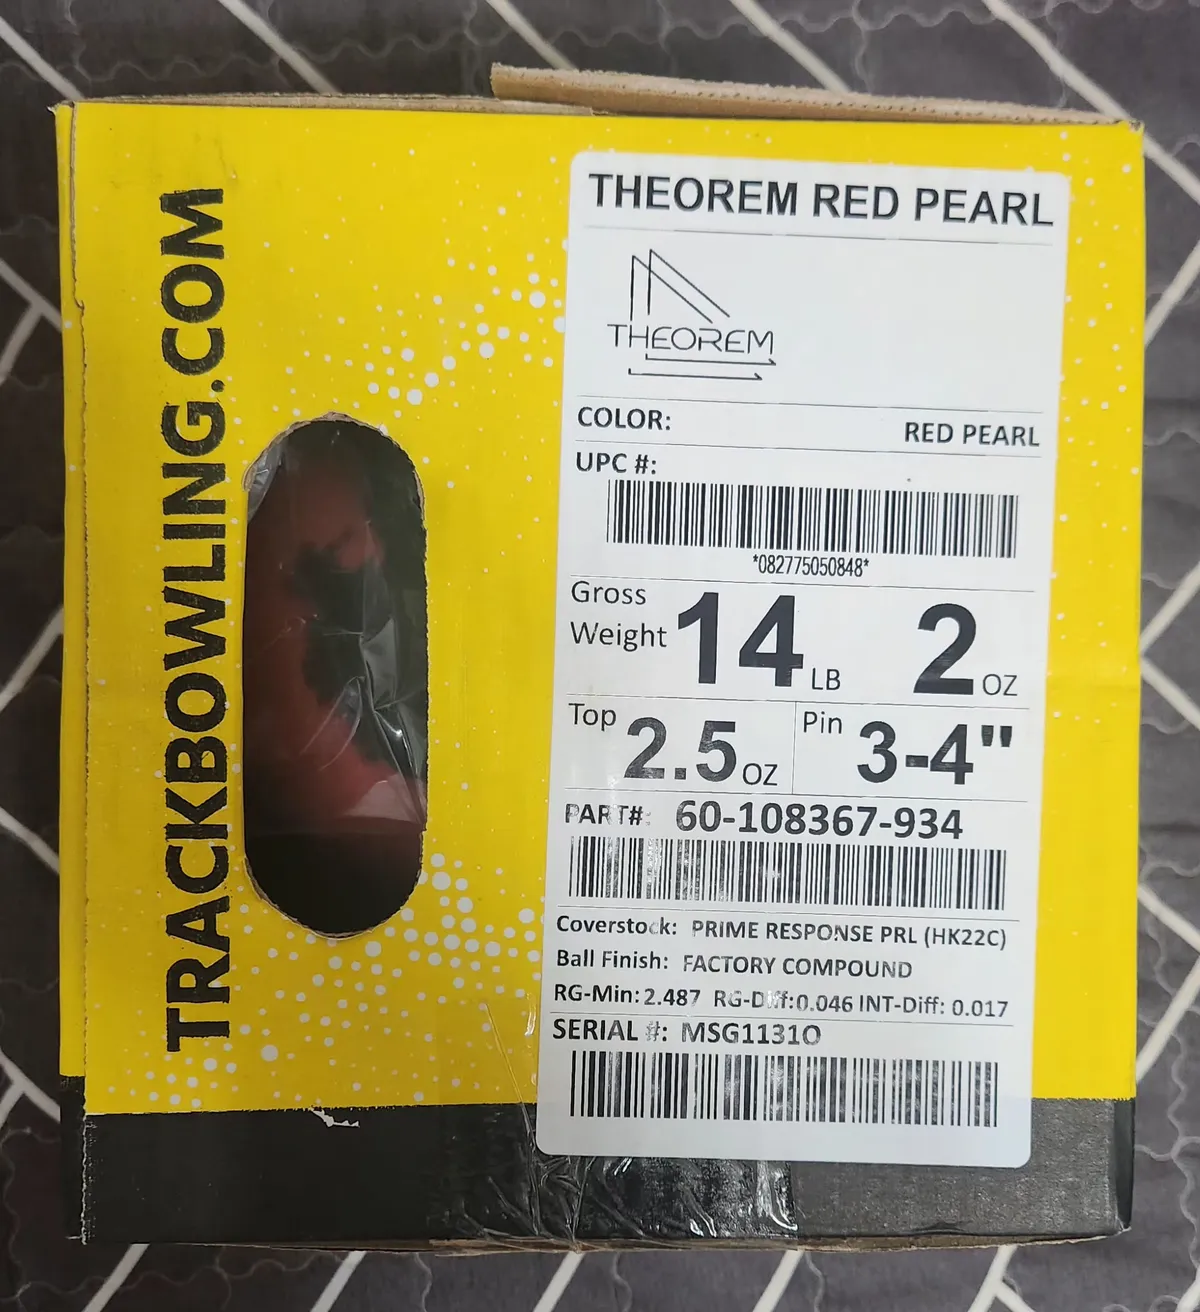 TRACKBOWLING.COM
THEOREM RED PEARL
THEOREM
COLOR: RED PEARL
UPC #:
*082775050848*
Gross Weight 14 LB 2 OZ
Top 2.5 OZ Pin 3-4"
PART#: 60-108367-934
Coverstock: PRIME RESPONSE PRL (HK22C)
Ball Finish: FACTORY COMPOUND
RG-Min: 2.487 RG-Diff: 0.046 INT-Diff: 0.017
SERIAL #: MSG1131O